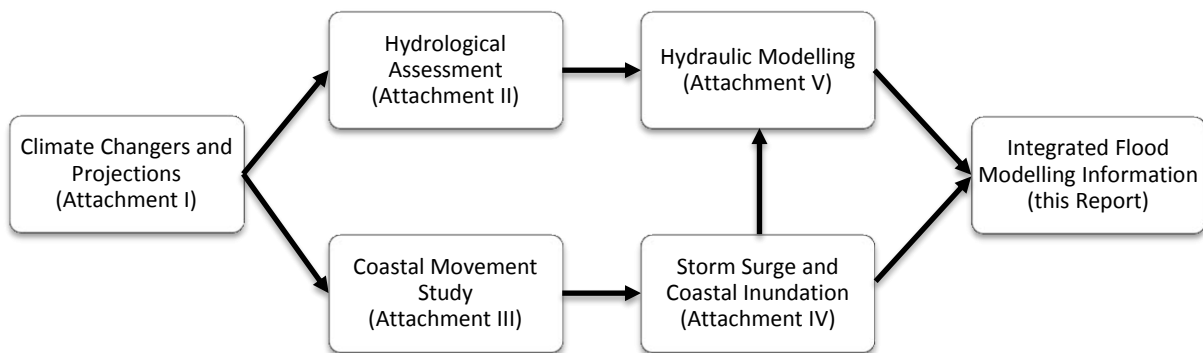 Hydrological
Assessment
(Attachment II)
Hydraulic Modelling
(Attachment V)
Climate Changers and
Projections
(Attachment I)
Integrated Flood
Modelling Information
(this Report)
Coastal Movement
Study
(Attachment III)
Storm Surge and
Coastal Inundation
(Attachment IV)